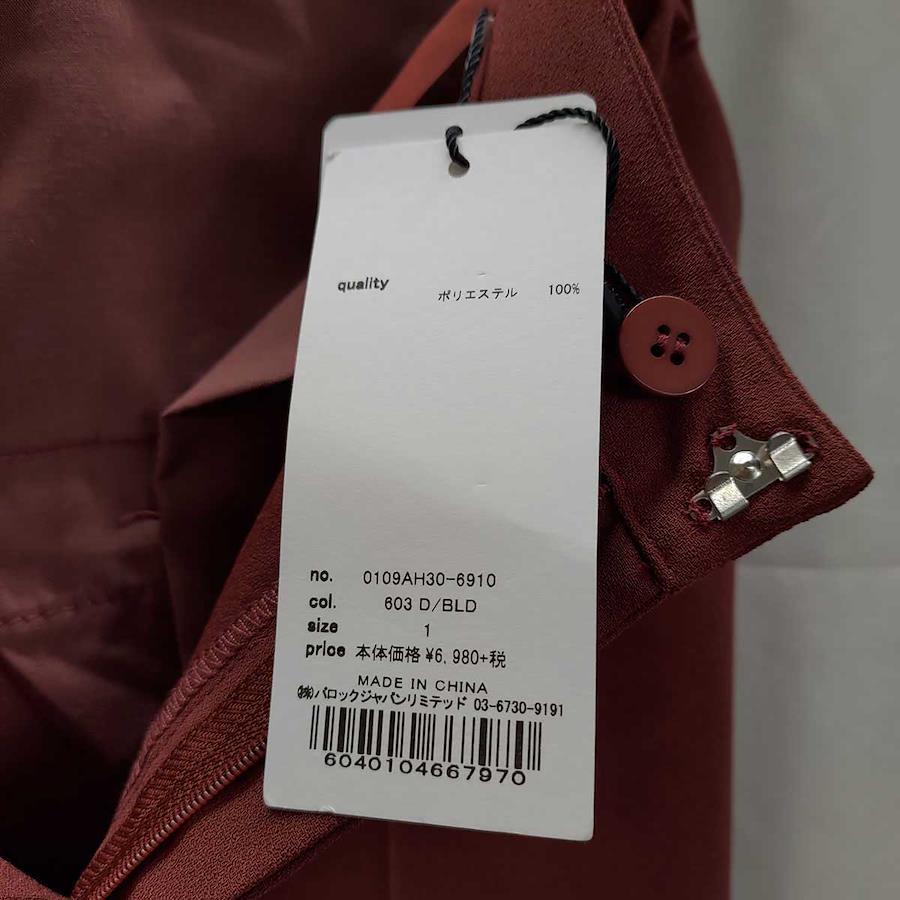 quality ポリエステル 100%
no. 0109AH30-6910
col. 603 D/BLD
size 1
price 本体価格 ¥6,980+税
MADE IN CHINA
㈱バロックジャパンリミテッド 03-6730-9191
6040104667970